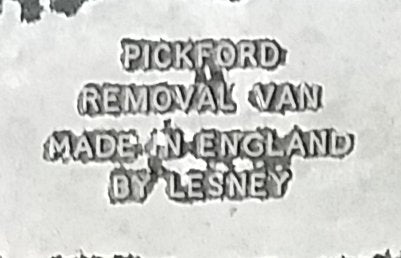 PICKFORD
REMOVAL VAN
MADE IN ENGLAND
BY LESNEY